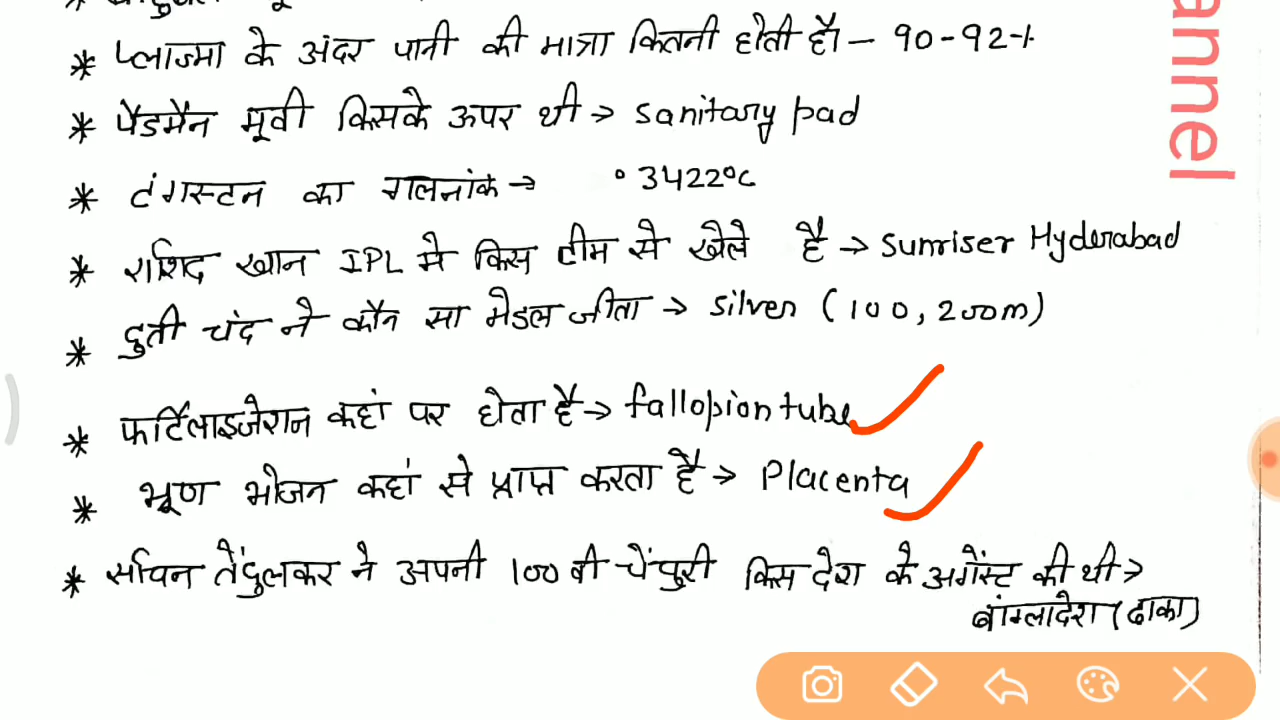 * प्लाज्मा के अंदर पानी की मात्रा कितनी होती है। – 90-92%
* पैडमैन मूवी किसके ऊपर थी → Sanitary pad
* टंगस्टन का गलनांक → ° 3422°C
* राशिद खान IPL मे किस टीम से खेले है → Sunriser Hyderabad
* दुती चंद ने कौन सा मेडल जीता → Silver (100, 200m)
* फर्टिलाइजेशन कहां पर होता है → fallopion tube
* भ्रूण भोजन कहां से प्राप्त करता है → Placenta
* सचिन तेंदुलकर ने अपनी 100 वी चेंचुरी किस देश के अगेंस्ट की थी →
बांग्लादेश (ढाका)
annel